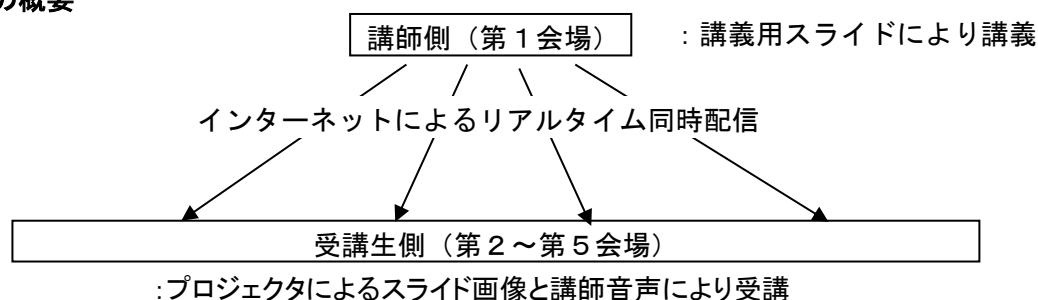 の概要
講師側（第１会場）
：講義用スライドにより講義
インターネットによるリアルタイム同時配信
受講生側（第２～第５会場）
：プロジェクタによるスライド画像と講師音声により受講